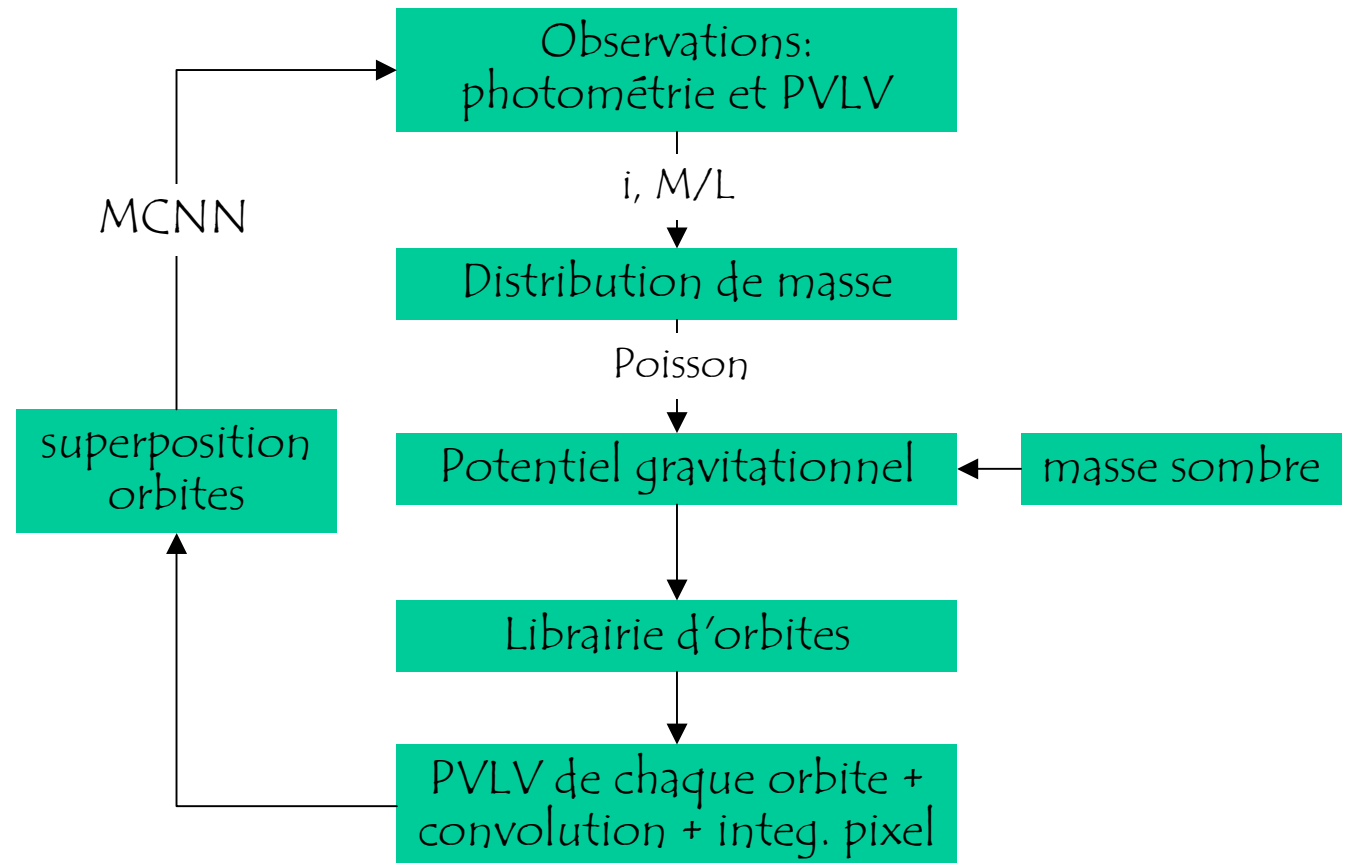 Observations:
photométrie et PVLV
i, M/L
MCNN
Distribution de masse
Poisson
superposition
orbites
Potentiel gravitationnel
masse sombre
Librairie d'orbites
PVLV de chaque orbite +
convolution + integ. pixel